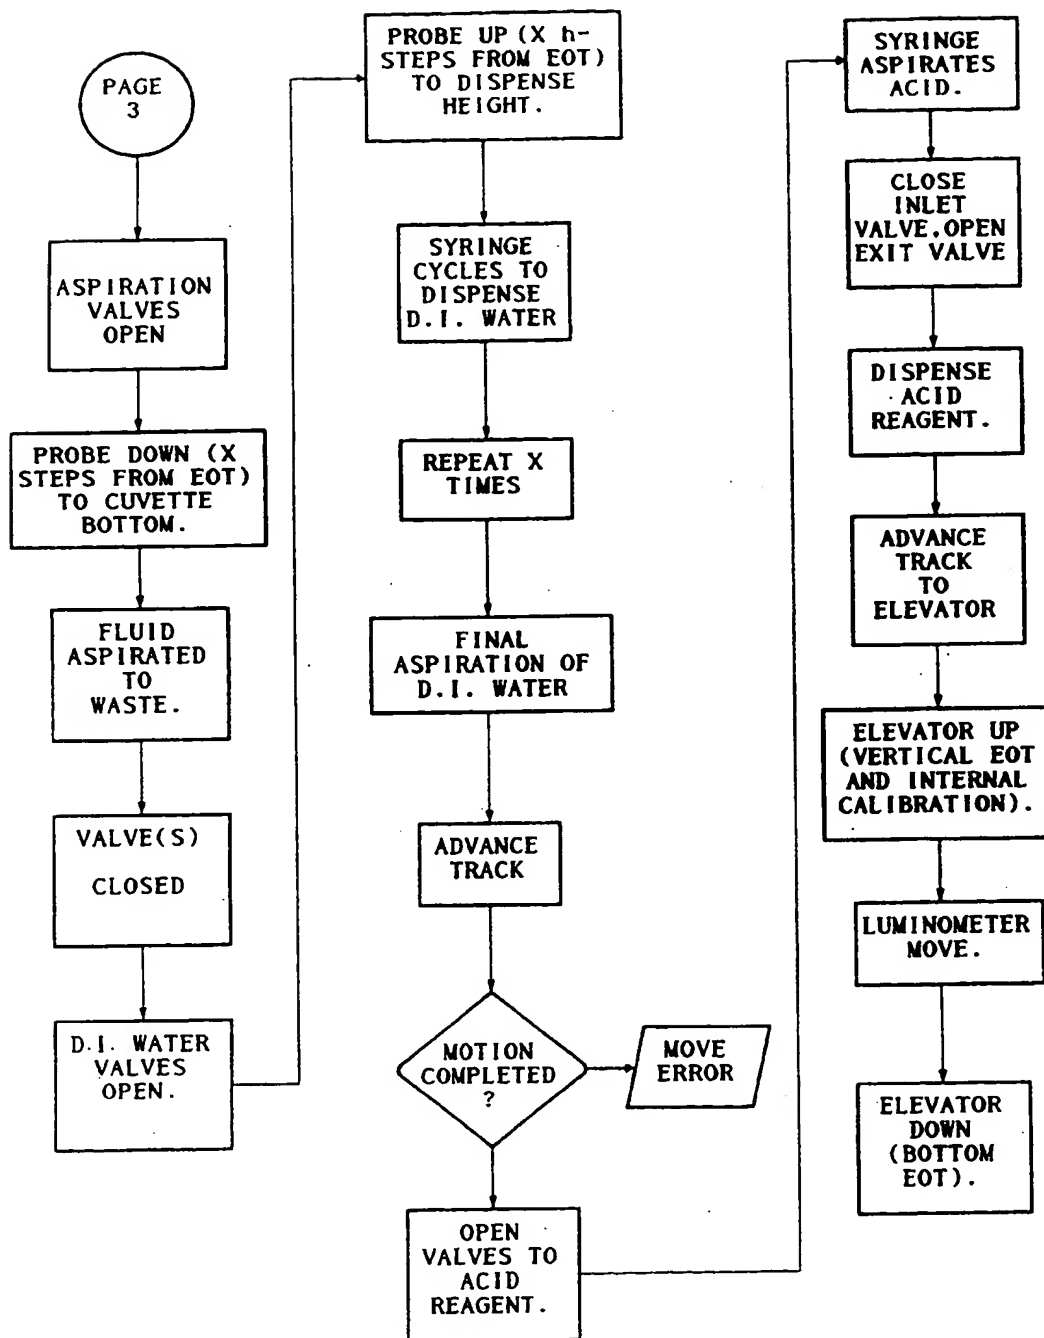 PAGE
3
ASPIRATION
VALVES
OPEN
PROBE DOWN (X
STEPS FROM EOT)
TO CUVETTE
BOTTOM.
FLUID
ASPIRATED
TO
WASTE.
VALVE(S)
CLOSED
D.I. WATER
VALVES
OPEN.
PROBE UP (X h-
STEPS FROM EOT)
TO DISPENSE
HEIGHT.
SYRINGE
CYCLES TO
DISPENSE
D.I. WATER
REPEAT X
TIMES
FINAL
ASPIRATION OF
D.I. WATER
ADVANCE
TRACK
MOTION
COMPLETED
?
MOVE
ERROR
OPEN
VALVES TO
ACID
REAGENT.
SYRINGE
ASPIRATES
ACID.
CLOSE
INLET
VALVE.OPEN
EXIT VALVE
DISPENSE
ACID
REAGENT.
ADVANCE
TRACK
TO
ELEVATOR
ELEVATOR UP
(VERTICAL EOT
AND INTERNAL
CALIBRATION).
LUMINOMETER
MOVE.
ELEVATOR
DOWN
(BOTTOM
EOT).